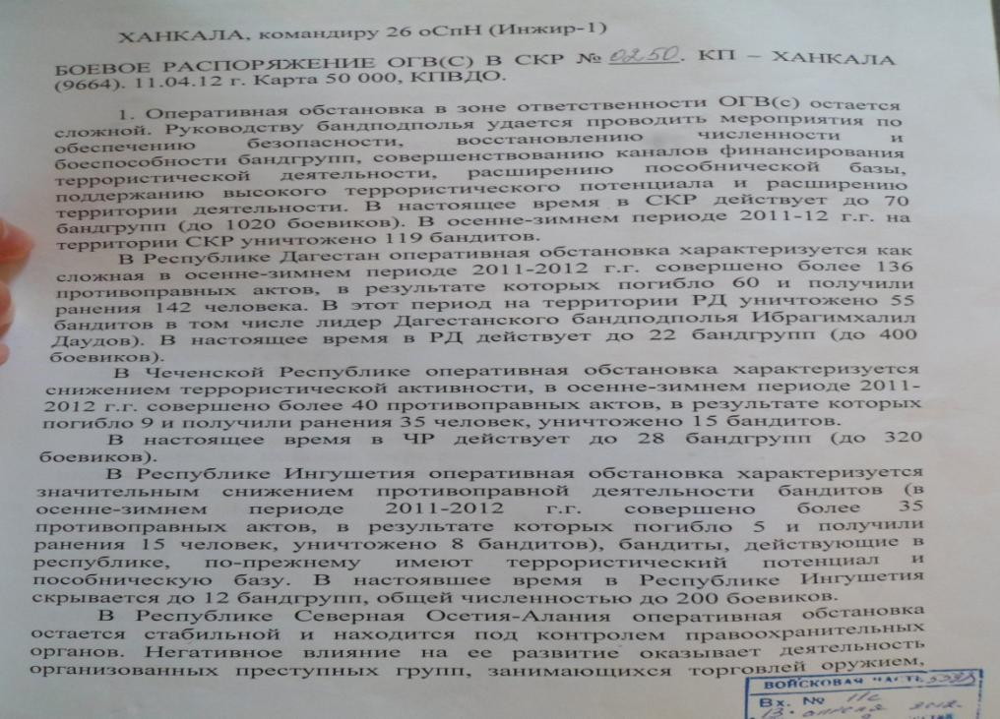 ХАНКАЛА, командиру 26 оСпН (Инжир-1)
БОЕВОЕ РАСПОРЯЖЕНИЕ ОГВ(С) В СКР № 0250. КП – ХАНКАЛА
(9664). 11.04.12 г. Карта 50 000, КПВДО.
1. Оперативная обстановка в зоне ответственности ОГВ(с) остается
сложной. Руководству бандподполья удается проводить мероприятия по
обеспечению безопасности, восстановлению численности и
боеспособности бандгрупп, совершенствованию каналов финансирования
террористической деятельности, расширению пособнической базы,
поддержанию высокого террористического потенциала и расширению
территории деятельности. В настоящее время в СКР действует до 70
бандгрупп (до 1020 боевиков). В осенне-зимнем периоде 2011-12 г.г. на
территории СКР уничтожено 119 бандитов.
В Республике Дагестан оперативная обстановка характеризуется как
сложная в осенне-зимнем периоде 2011-2012 г.г. совершено более 136
противоправных актов, в результате которых погибло 60 и получили
ранения 142 человека. В этот период на территории РД уничтожено 55
бандитов в том числе лидер Дагестанского бандподполья Ибрагимхалил
Даудов). В настоящее время в РД действует до 22 бандгрупп (до 400
боевиков).
В Чеченской Республике оперативная обстановка характеризуется
снижением террористической активности, в осенне-зимнем периоде 2011-
2012 г.г. совершено более 40 противоправных актов, в результате которых
погибло 9 и получили ранения 35 человек, уничтожено 15 бандитов.
В настоящее время в ЧР действует до 28 бандгрупп (до 320
боевиков).
В Республике Ингушетия оперативная обстановка характеризуется
значительным снижением противоправной деятельности бандитов (в
осенне-зимнем периоде 2011-2012 г.г. совершено более 35
противоправных актов, в результате которых погибло 5 и получили
ранения 15 человек, уничтожено 8 бандитов), бандиты, действующие в
республике, по-прежнему имеют террористический потенциал и
пособническую базу. В настоявшее время в Республике Ингушетия
скрывается до 12 бандгрупп, общей численностью до 200 боевиков.
В Республике Северная Осетия-Алания оперативная обстановка
остается стабильной и находится под контролем правоохранительных
органов. Негативное влияние на ее развитие оказывает деятельность
организованных преступных групп, занимающихся торговлей оружием,
ВОЙСКОВАЯ ЧАСТЬ
Вх. № 11с
13. апреля 2012.